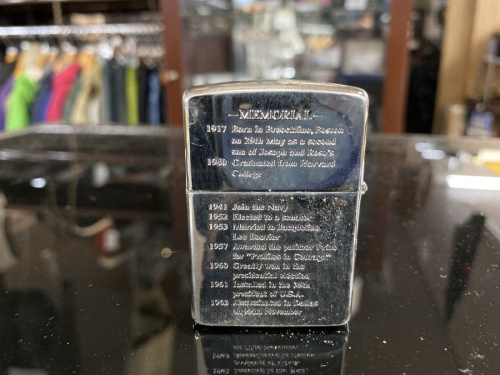 MEMORIAL
1917 Born in Broockline, Boston
on 29th May as a second
son of Joseph and Rose's
1940 Graduated from Harvard
College
1941 Join the Navy
1952 Elected to a senator
1953 Married to Jacqueline
Lee Bouvier
1957 Awarded the pulitzer Prize
for "Profiles in Courage"
1960 Greatly won in the
presidential election
1961 Installed in the 35th
president of U.S.A.
1963 Assassinated in Dallas
on 22th November